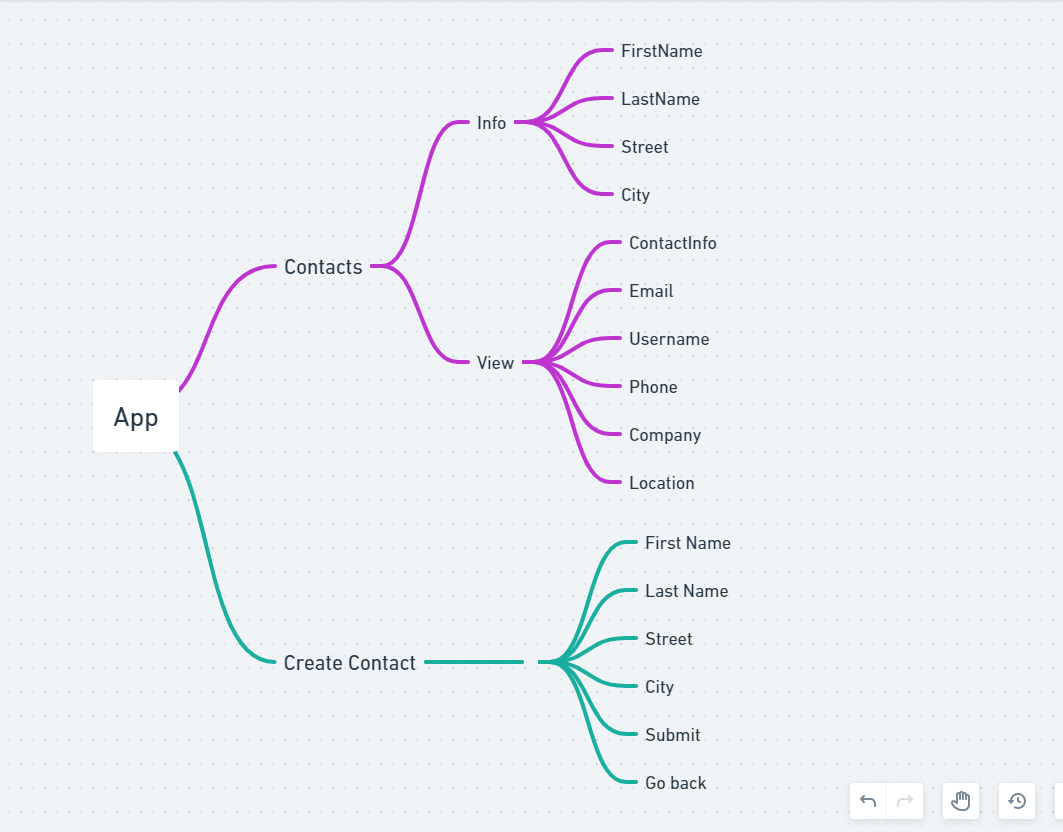 App
Contacts
Info
FirstName
LastName
Street
City
View
ContactInfo
Email
Username
Phone
Company
Location
Create Contact
First Name
Last Name
Street
City
Submit
Go back